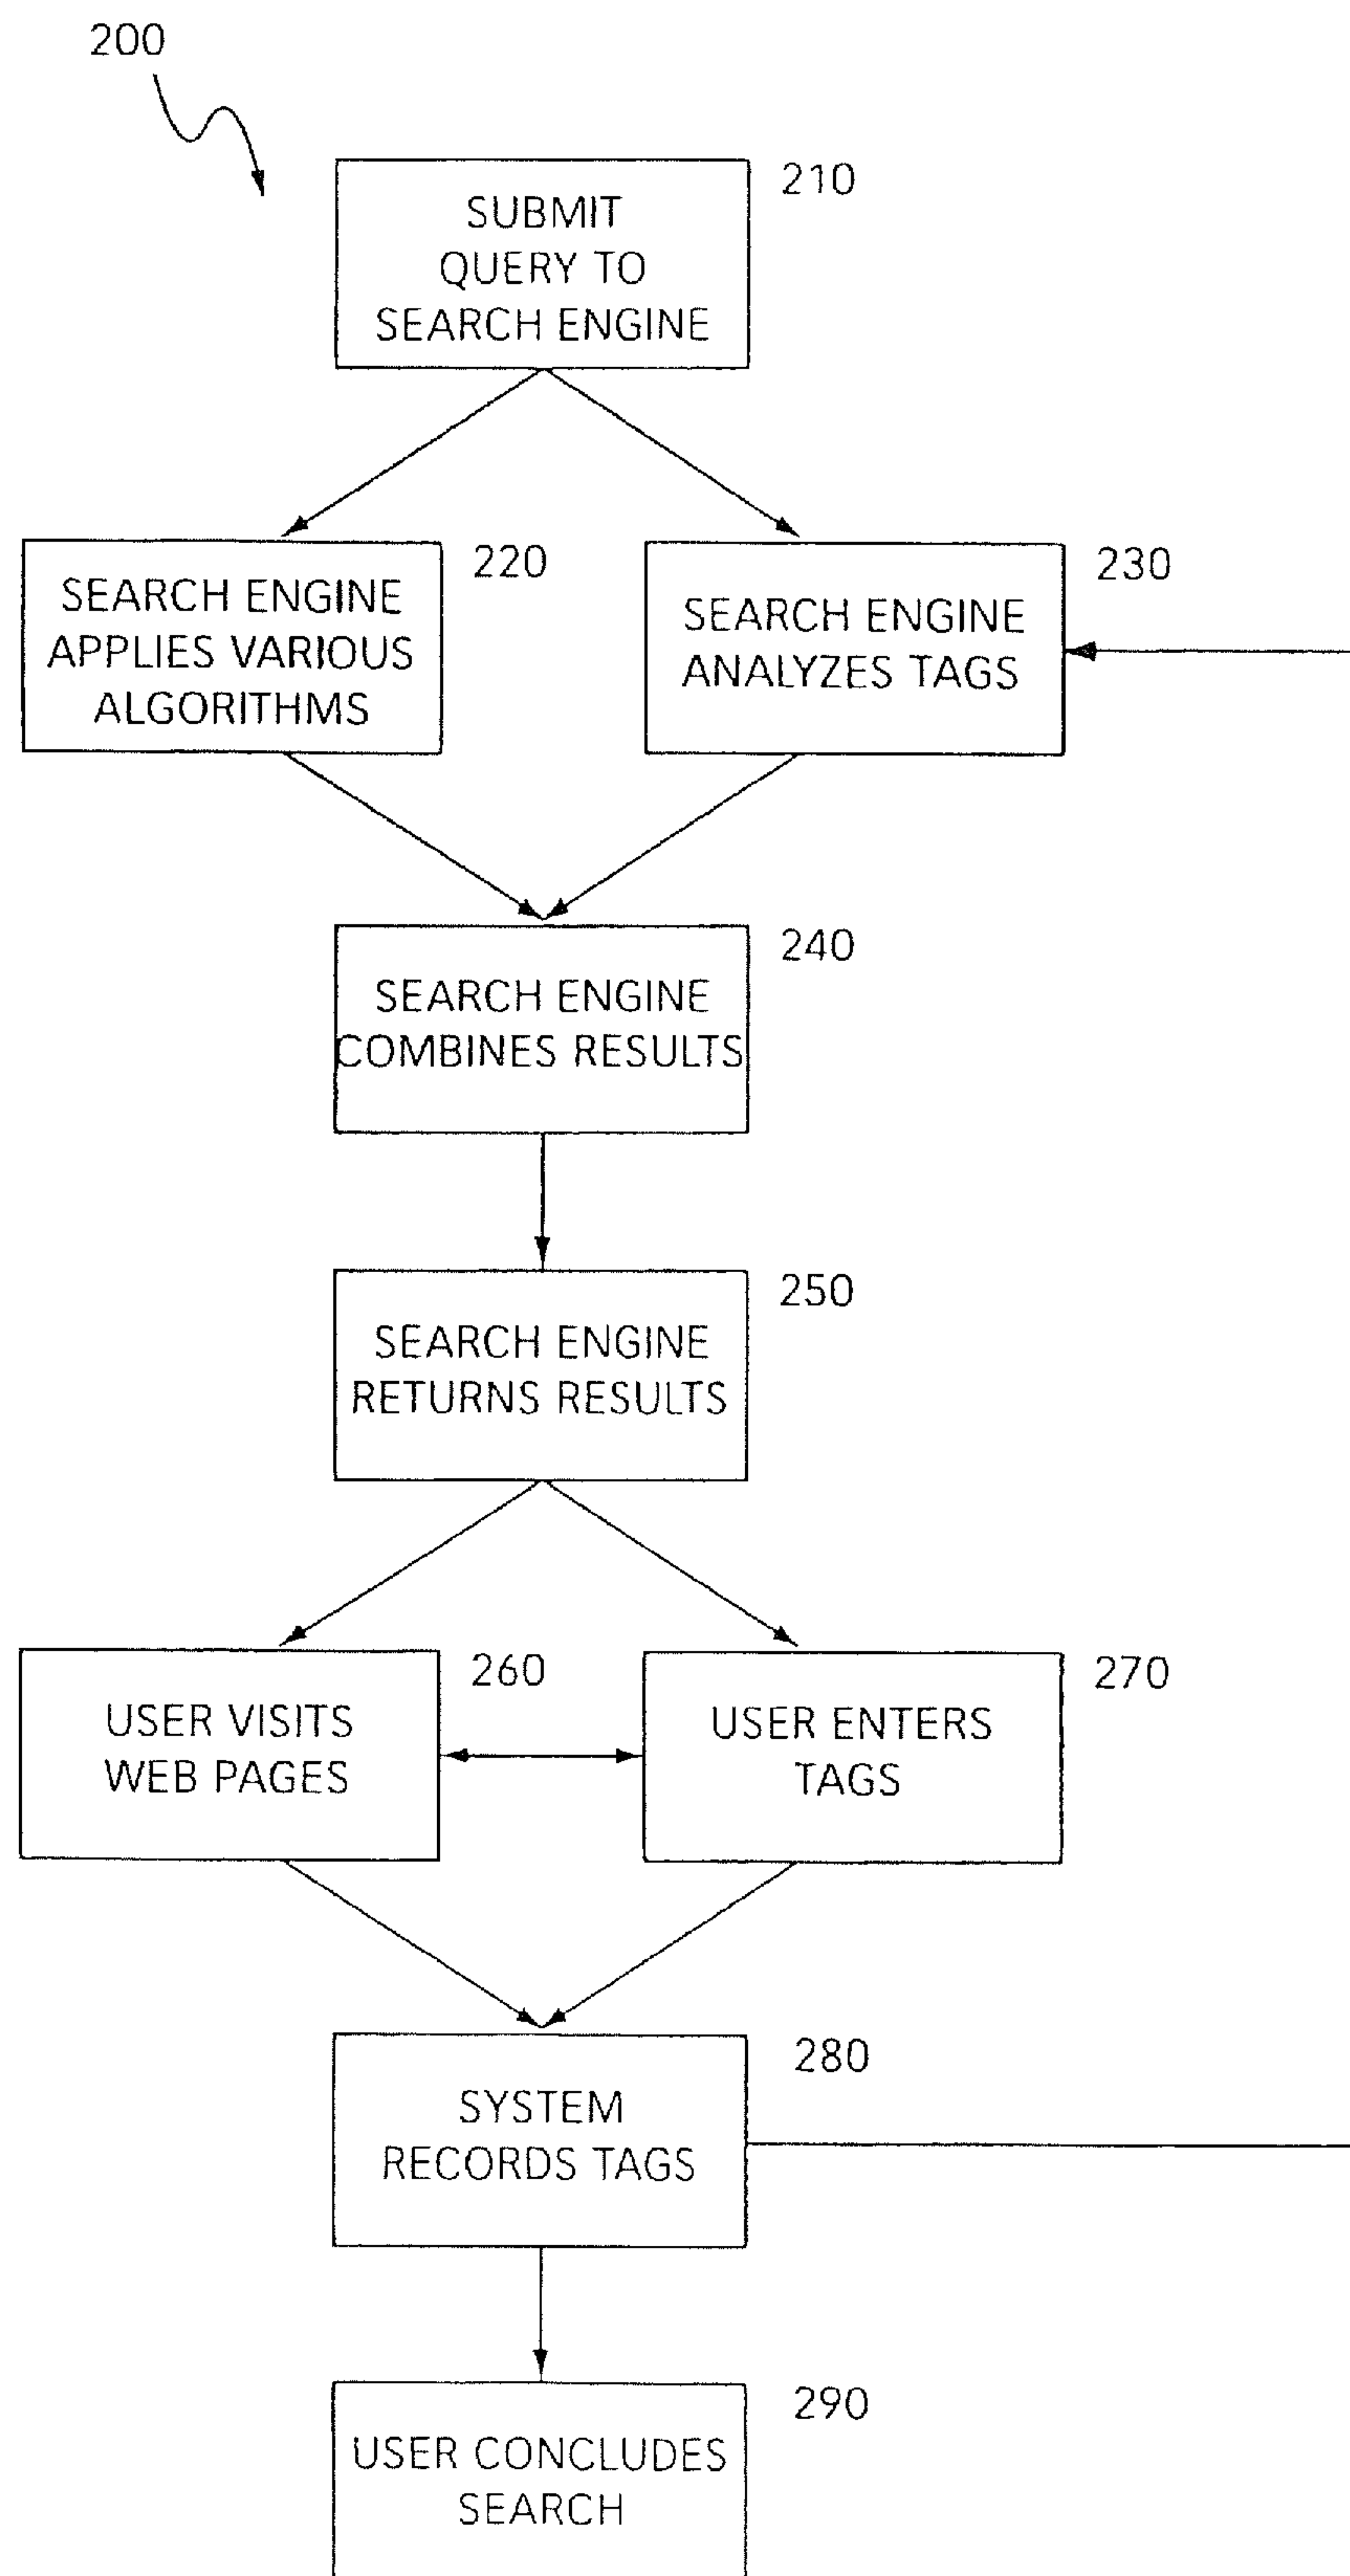 200
210
SUBMIT
QUERY TO
SEARCH ENGINE
220
SEARCH ENGINE
APPLIES VARIOUS
ALGORITHMS
230
SEARCH ENGINE
ANALYZES TAGS
240
SEARCH ENGINE
COMBINES RESULTS
250
SEARCH ENGINE
RETURNS RESULTS
260
USER VISITS
WEB PAGES
270
USER ENTERS
TAGS
280
SYSTEM
RECORDS TAGS
290
USER CONCLUDES
SEARCH